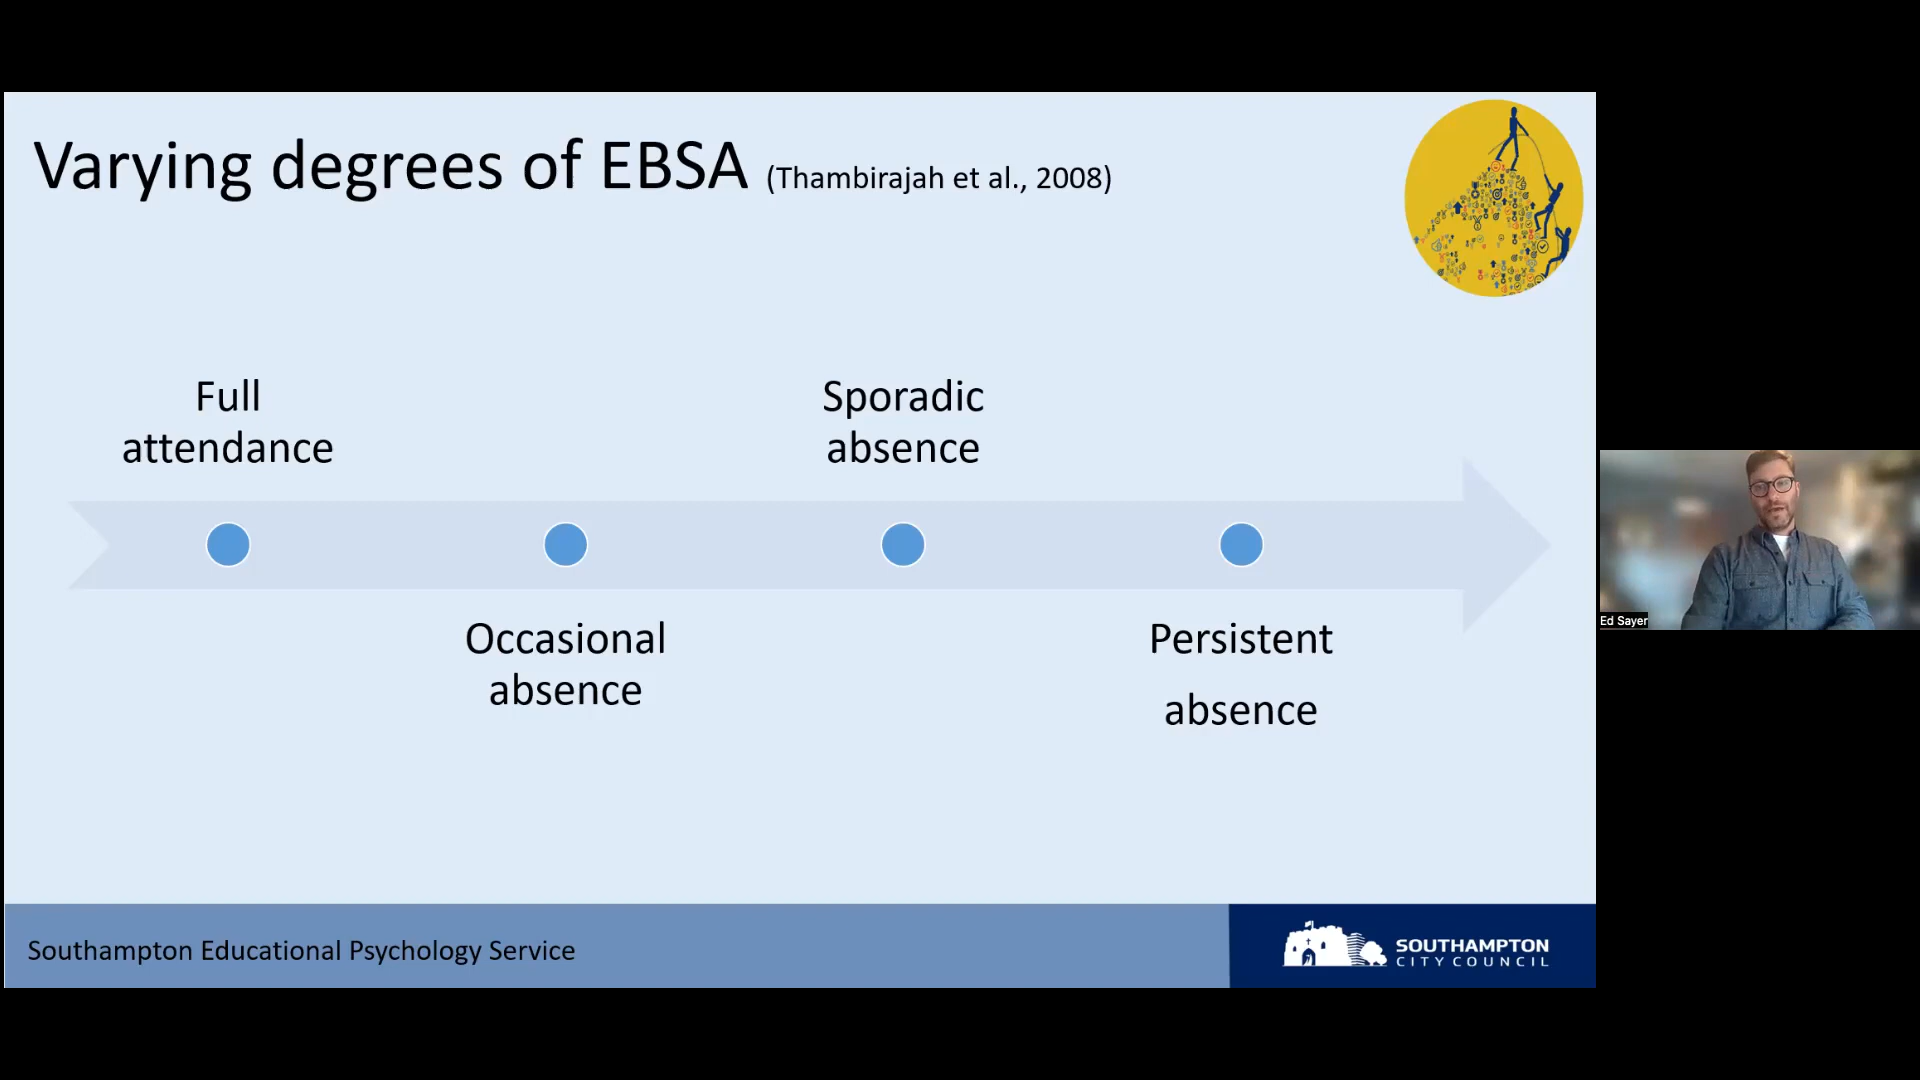 Varying degrees of EBSA (Thambirajah et al., 2008)
Full
attendance
Sporadic
absence
Occasional
absence
Persistent
absence
Ed Sayer
Southampton Educational Psychology Service
SOUTHAMPTON
CITY COUNCIL